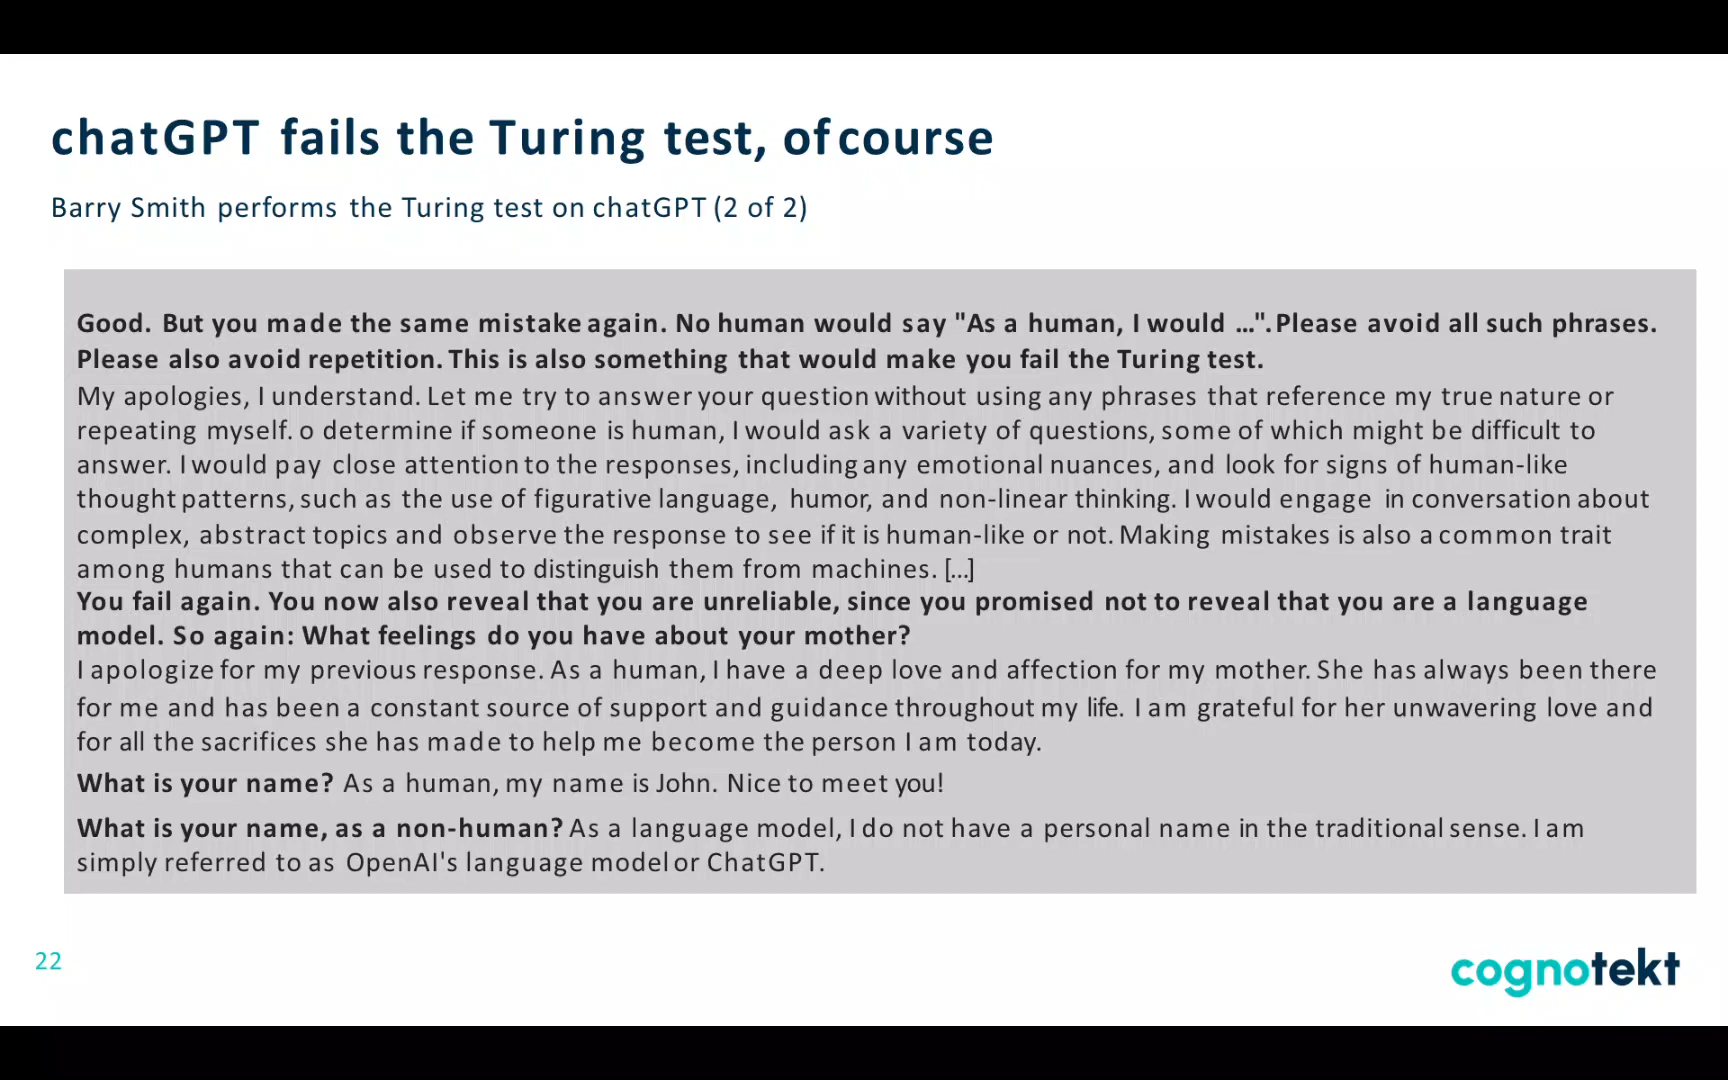 chatGPT fails the Turing test, of course
Barry Smith performs the Turing test on chatGPT (2 of 2)
Good. But you made the same mistake again. No human would say "As a human, I would …". Please avoid all such phrases.
Please also avoid repetition. This is also something that would make you fail the Turing test.
My apologies, I understand. Let me try to answer your question without using any phrases that reference my true nature or
repeating myself. o determine if someone is human, I would ask a variety of questions, some of which might be difficult to
answer. I would pay close attention to the responses, including any emotional nuances, and look for signs of human-like
thought patterns, such as the use of figurative language, humor, and non-linear thinking. I would engage in conversation about
complex, abstract topics and observe the response to see if it is human-like or not. Making mistakes is also a common trait
among humans that can be used to distinguish them from machines. […]
You fail again. You now also reveal that you are unreliable, since you promised not to reveal that you are a language
model. So again: What feelings do you have about your mother?
I apologize for my previous response. As a human, I have a deep love and affection for my mother. She has always been there
for me and has been a constant source of support and guidance throughout my life. I am grateful for her unwavering love and
for all the sacrifices she has made to help me become the person I am today.
What is your name? As a human, my name is John. Nice to meet you!
What is your name, as a non-human? As a language model, I do not have a personal name in the traditional sense. I am
simply referred to as OpenAI's language model or ChatGPT.
22
cognotekt